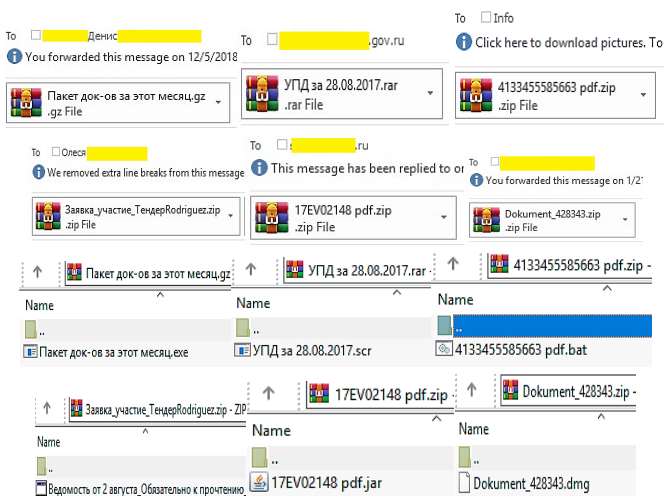 To Денис
You forwarded this message on 12/5/2018
Пакет док-ов за этот месяц.gz
.gz File
To .gov.ru
УПД за 28.08.2017.rar
.rar File
To Info
Click here to download pictures. To
4133455585663 pdf.zip
.zip File
To Олеся
We removed extra line breaks from this message
Заявка_участие_ТендерRodriguez.zip
.zip File
To s .ru
This message has been replied to or
17EV02148 pdf.zip
.zip File
To
You forwarded this message on 1/2
Dokument_428343.zip
.zip File
Пакет док-ов за этот месяц.gz
Name
..
Пакет док-ов за этот месяц.exe
УПД за 28.08.2017.rar -
Name
..
УПД за 28.08.2017.scr
4133455585663 pdf.zip -
Name
..
4133455585663 pdf.bat
Заявка_участие_ТендерRodriguez.zip - ZIP
Name
..
Ведомость от 2 августа_Обязательно к прочтению_
17EV02148 pdf.zip -
Name
..
17EV02148 pdf.jar
Dokument_428343.zip -
Name
..
Dokument_428343.dmg